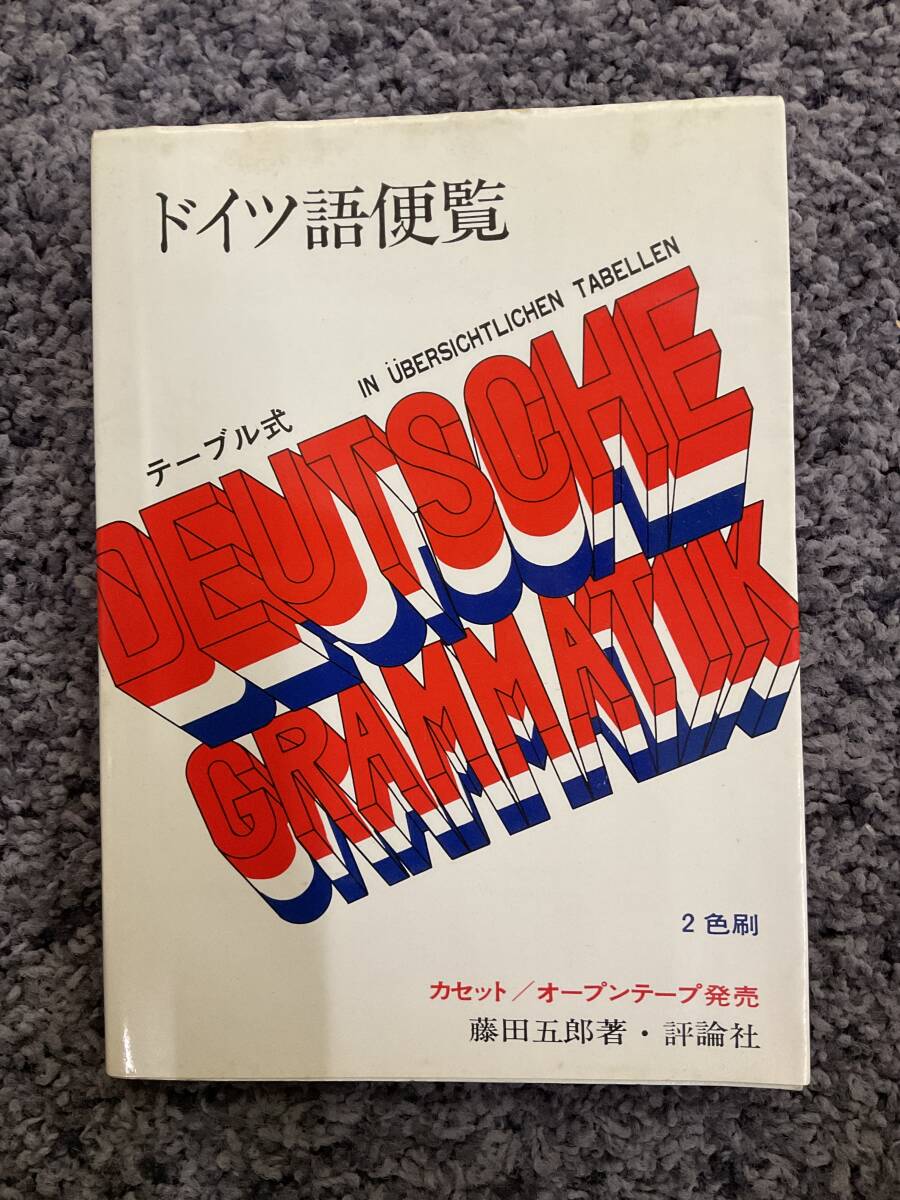 ドイツ語便覧
IN ÜBERSICHTLICHEN TABELLEN
テーブル式
DEUTSCHE
GRAMMATIK
2色刷
カセット／オープンテープ発売
藤田五郎著・評論社